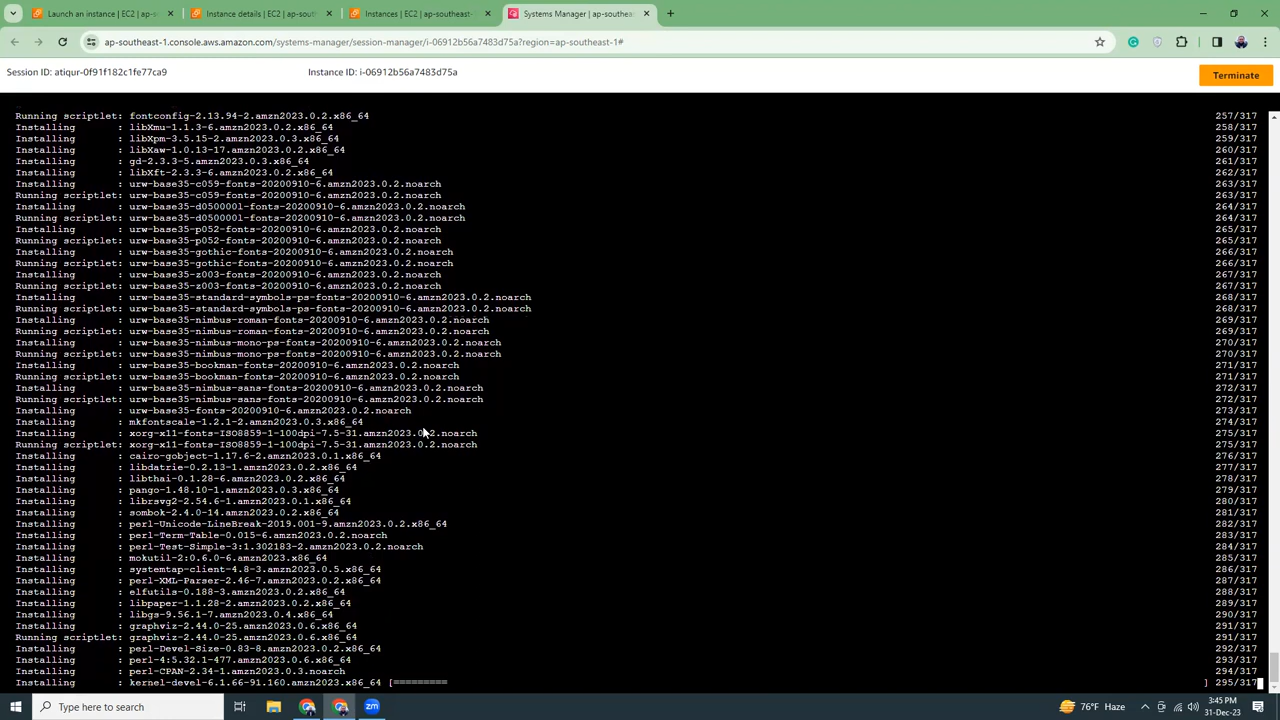 Launch an instance | EC2 | ap-s
Instance details | EC2 | ap-sout
Instances | EC2 | ap-southeast-
Systems Manager | ap-southeast-
ap-southeast-1.console.aws.amazon.com/systems-manager/session-manager/i-06912b56a7483d75a?region=ap-southeast-1#
Session ID: atiqur-0f91f182c1fe77ca9
Instance ID: i-06912b56a7483d75a
Terminate
Running scriptlet: fontconfig-2.13.94-2.amzn2023.0.2.x86_64 257/317
Installing : libXmu-1.1.3-6.amzn2023.0.2.x86_64 258/317
Installing : libXpm-3.5.15-2.amzn2023.0.3.x86_64 259/317
Installing : libXaw-1.0.13-17.amzn2023.0.2.x86_64 260/317
Installing : gd-2.3.3-5.amzn2023.0.3.x86_64 261/317
Installing : libXft-2.3.3-6.amzn2023.0.2.x86_64 262/317
Installing : urw-base35-c059-fonts-20200910-6.amzn2023.0.2.noarch 263/317
Running scriptlet: urw-base35-c059-fonts-20200910-6.amzn2023.0.2.noarch 263/317
Installing : urw-base35-d050000l-fonts-20200910-6.amzn2023.0.2.noarch 264/317
Running scriptlet: urw-base35-d050000l-fonts-20200910-6.amzn2023.0.2.noarch 264/317
Installing : urw-base35-p052-fonts-20200910-6.amzn2023.0.2.noarch 265/317
Running scriptlet: urw-base35-p052-fonts-20200910-6.amzn2023.0.2.noarch 265/317
Installing : urw-base35-gothic-fonts-20200910-6.amzn2023.0.2.noarch 266/317
Running scriptlet: urw-base35-gothic-fonts-20200910-6.amzn2023.0.2.noarch 266/317
Installing : urw-base35-z003-fonts-20200910-6.amzn2023.0.2.noarch 267/317
Running scriptlet: urw-base35-z003-fonts-20200910-6.amzn2023.0.2.noarch 267/317
Installing : urw-base35-standard-symbols-ps-fonts-20200910-6.amzn2023.0.2.noarch 268/317
Running scriptlet: urw-base35-standard-symbols-ps-fonts-20200910-6.amzn2023.0.2.noarch 268/317
Installing : urw-base35-nimbus-roman-fonts-20200910-6.amzn2023.0.2.noarch 269/317
Running scriptlet: urw-base35-nimbus-roman-fonts-20200910-6.amzn2023.0.2.noarch 269/317
Installing : urw-base35-nimbus-mono-ps-fonts-20200910-6.amzn2023.0.2.noarch 270/317
Running scriptlet: urw-base35-nimbus-mono-ps-fonts-20200910-6.amzn2023.0.2.noarch 270/317
Installing : urw-base35-bookman-fonts-20200910-6.amzn2023.0.2.noarch 271/317
Running scriptlet: urw-base35-bookman-fonts-20200910-6.amzn2023.0.2.noarch 271/317
Installing : urw-base35-nimbus-sans-fonts-20200910-6.amzn2023.0.2.noarch 272/317
Running scriptlet: urw-base35-nimbus-sans-fonts-20200910-6.amzn2023.0.2.noarch 272/317
Installing : urw-base35-fonts-20200910-6.amzn2023.0.2.noarch 273/317
Installing : mkfontscale-1.2.1-2.amzn2023.0.3.x86_64 274/317
Installing : xorg-x11-fonts-ISO8859-1-100dpi-7.5-31.amzn2023.0.2.noarch 275/317
Running scriptlet: xorg-x11-fonts-ISO8859-1-100dpi-7.5-31.amzn2023.0.2.noarch 275/317
Installing : cairo-gobject-1.17.6-2.amzn2023.0.1.x86_64 276/317
Installing : libdatrie-0.2.13-1.amzn2023.0.2.x86_64 277/317
Installing : libthai-0.1.28-6.amzn2023.0.2.x86_64 278/317
Installing : pango-1.48.10-1.amzn2023.0.3.x86_64 279/317
Installing : librsvg2-2.54.6-1.amzn2023.0.1.x86_64 280/317
Installing : sombok-2.4.0-14.amzn2023.0.2.x86_64 281/317
Installing : perl-Unicode-LineBreak-2019.001-9.amzn2023.0.2.x86_64 282/317
Installing : perl-Term-Table-0.015-6.amzn2023.0.2.noarch 283/317
Installing : perl-Test-Simple-3:1.302183-2.amzn2023.0.2.noarch 284/317
Installing : mokutil-2:0.6.0-6.amzn2023.x86_64 285/317
Installing : systemtap-client-4.8-3.amzn2023.0.5.x86_64 286/317
Installing : perl-XML-Parser-2.46-7.amzn2023.0.2.x86_64 287/317
Installing : elfutils-0.188-3.amzn2023.0.2.x86_64 288/317
Installing : libpaper-1.1.28-2.amzn2023.0.2.x86_64 289/317
Installing : libgs-9.56.1-7.amzn2023.0.4.x86_64 290/317
Installing : graphviz-2.44.0-25.amzn2023.0.6.x86_64 291/317
Running scriptlet: graphviz-2.44.0-25.amzn2023.0.6.x86_64 291/317
Installing : perl-Devel-Size-0.83-8.amzn2023.0.2.x86_64 292/317
Installing : perl-4:5.32.1-477.amzn2023.0.6.x86_64 293/317
Installing : perl-CPAN-2.34-1.amzn2023.0.3.noarch 294/317
Installing : kernel-devel-6.1.66-91.160.amzn2023.x86_64 [========= ] 295/317
Type here to search
76°F Haze
3:45 PM
31-Dec-23